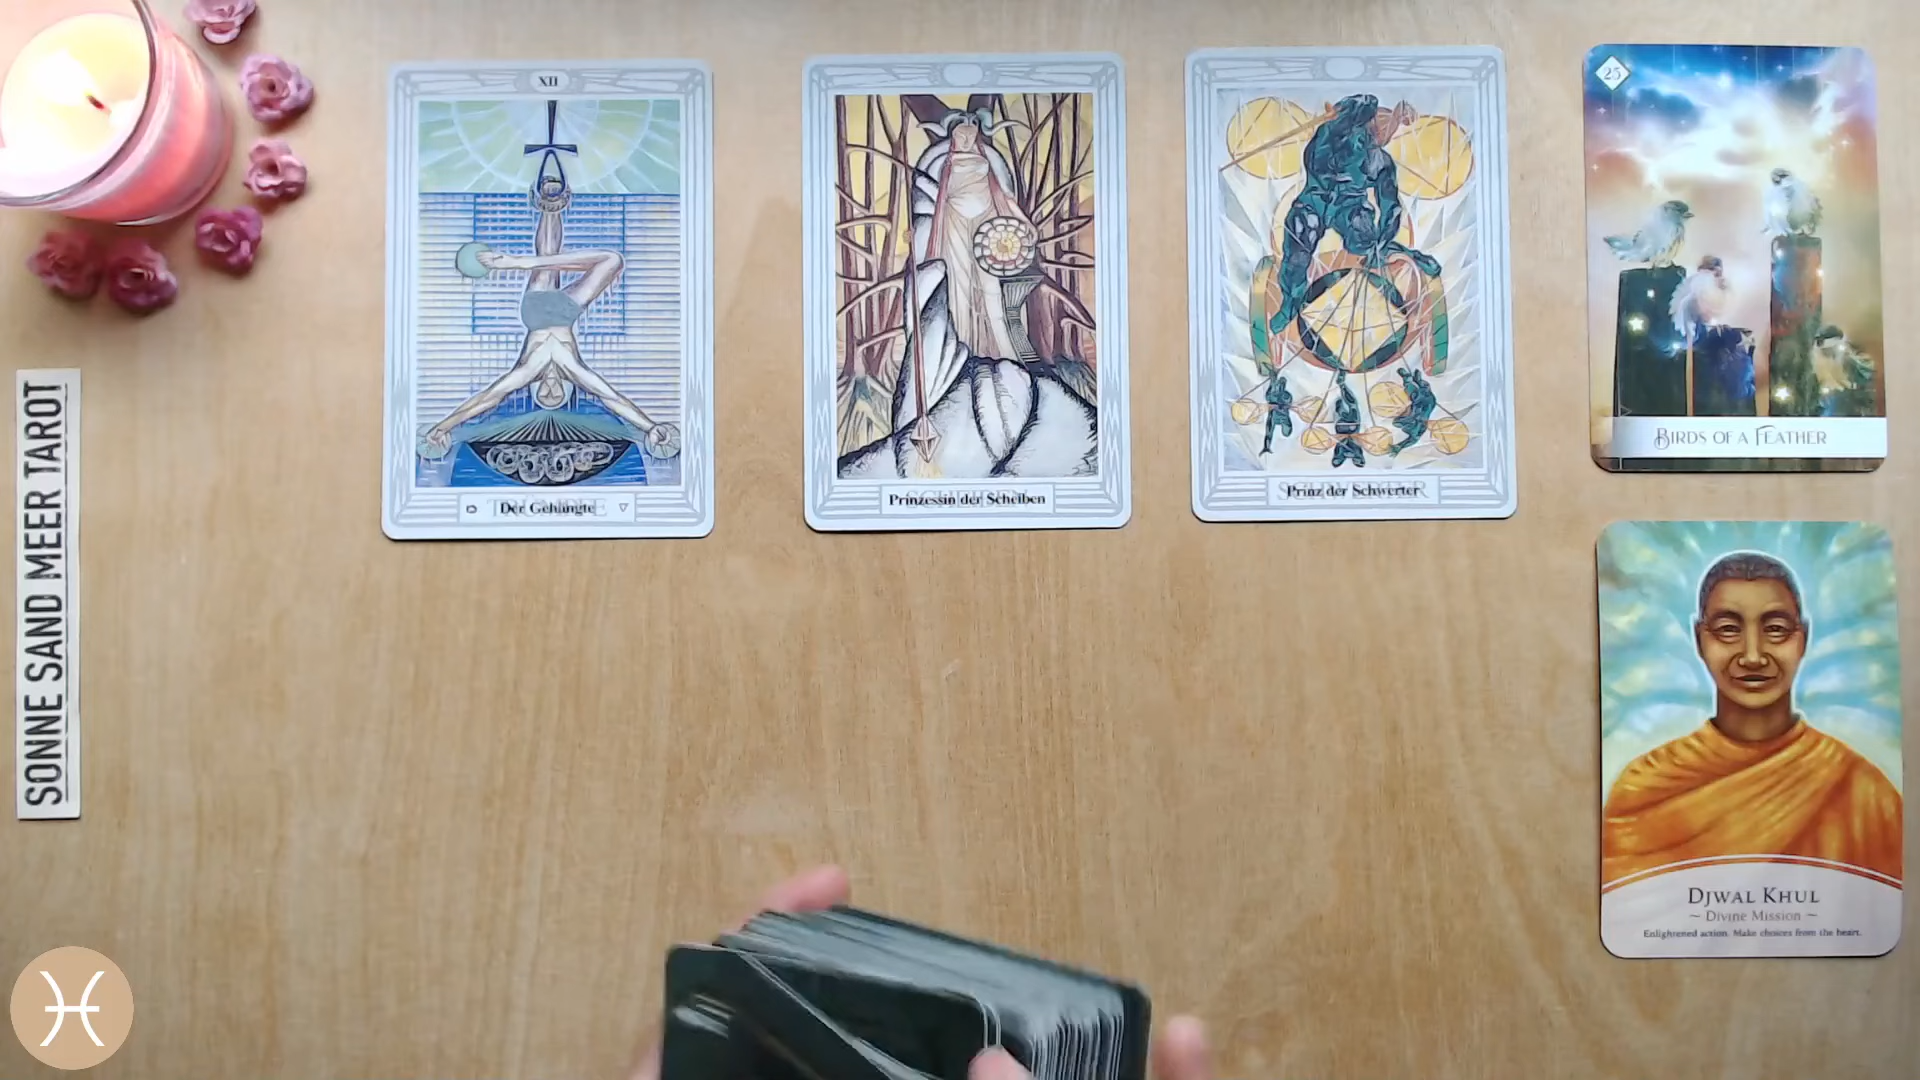 SONNE SAND MEER TAROT
XII
Der Gehängte
Prinzessin der Scheiben
Prinz der Schwerter
25
BIRDS OF A FEATHER
DJWAL KHUL
~ Divine Mission ~
Enlightened action. Make choices from the heart.